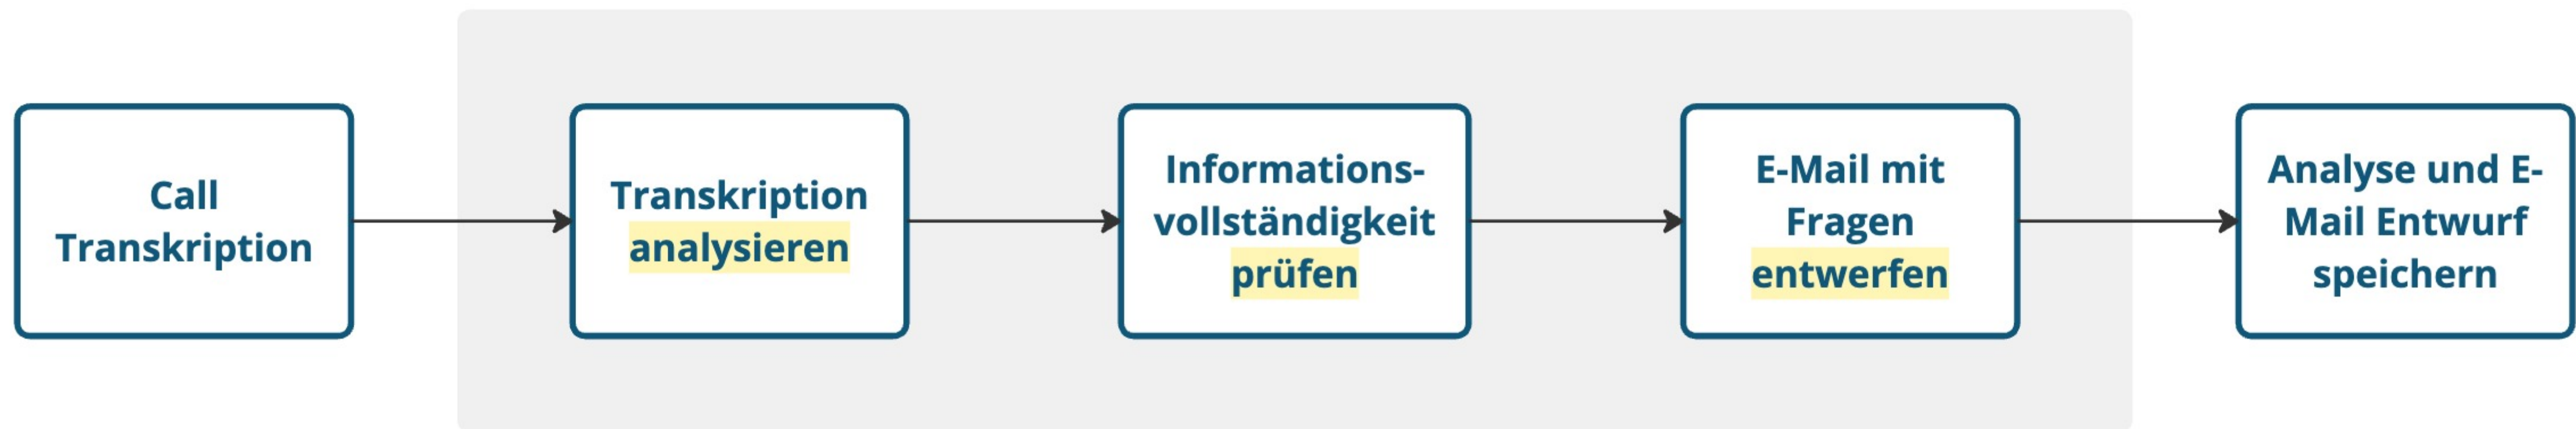 Call
Transkription
Transkription
analysieren
Informations-
vollständigkeit
prüfen
E-Mail mit
Fragen
entwerfen
Analyse und E-
Mail Entwurf
speichern